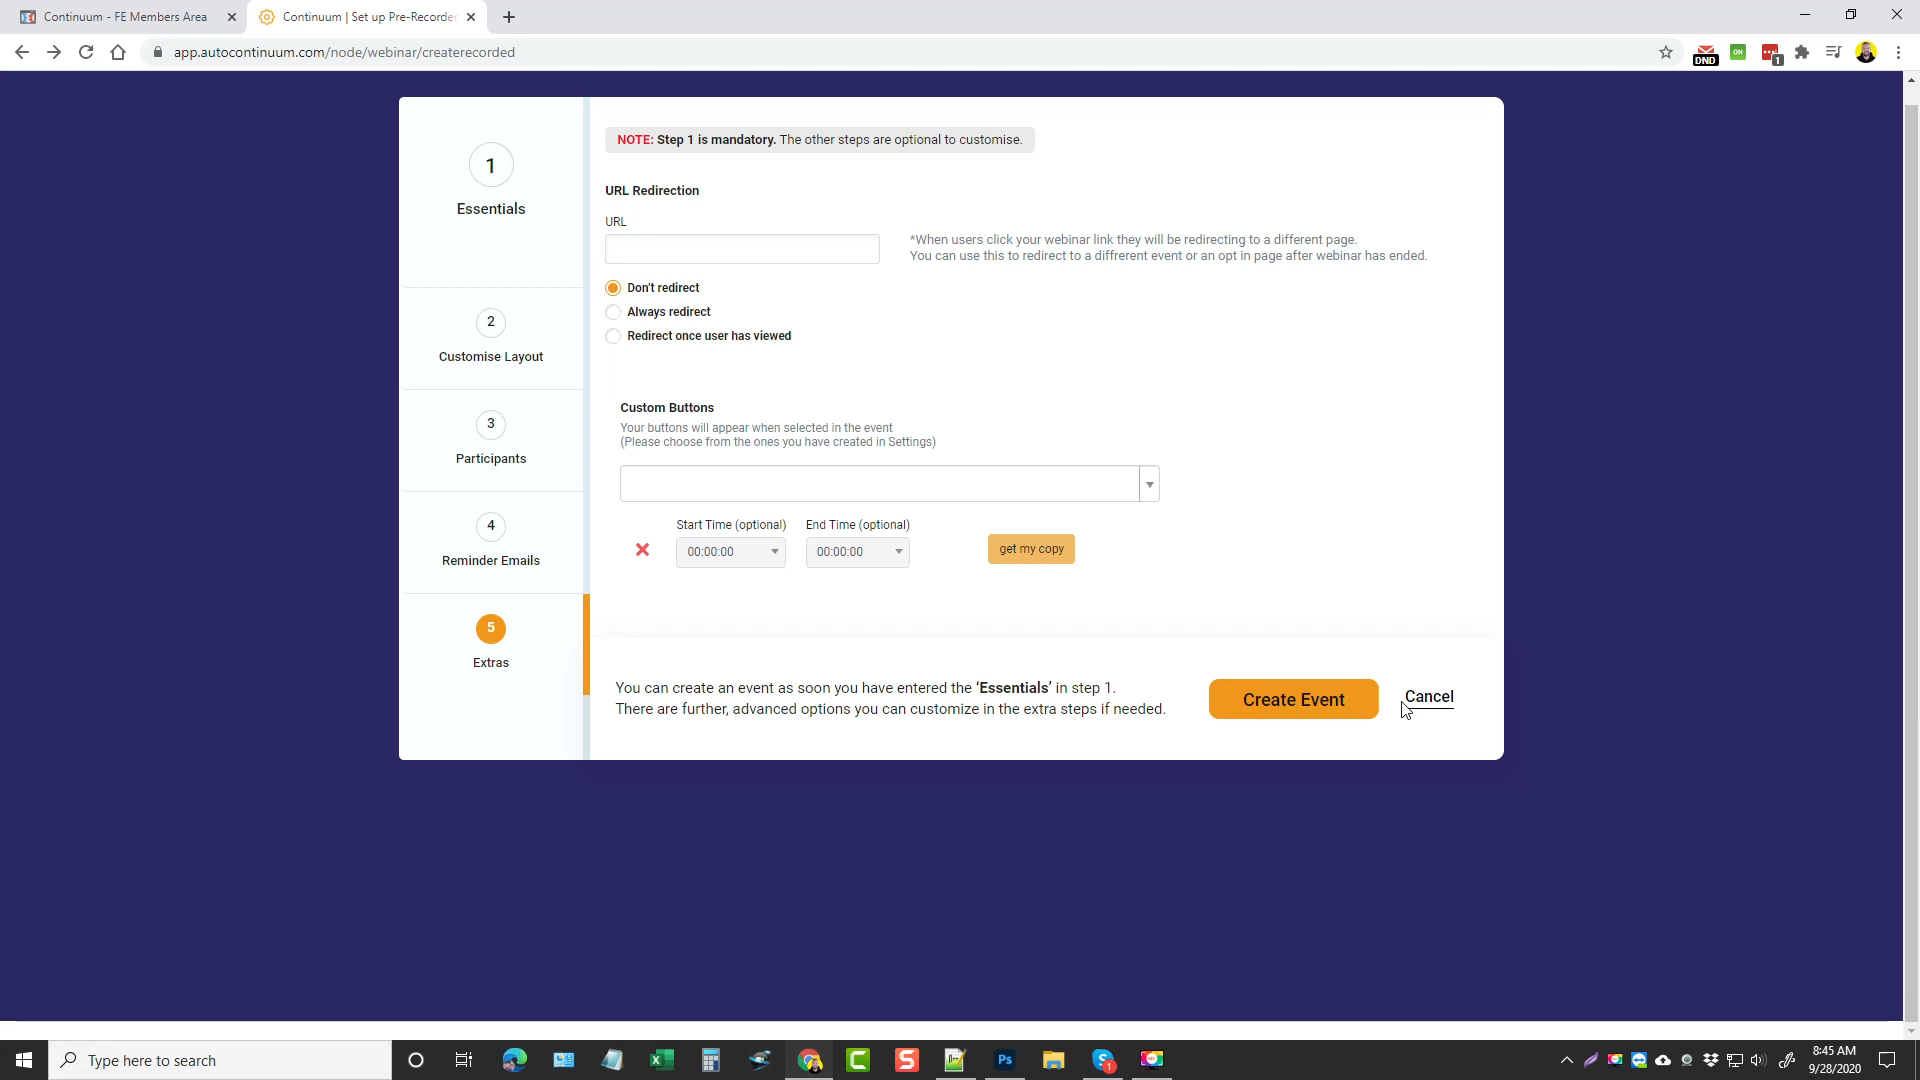 Continuum - FE Members Area
Continuum | Set up Pre-Recorded
app.autocontinuum.com/node/webinar/createrecorded
DND
ON
1
1
Essentials
2
Customise Layout
3
Participants
4
Reminder Emails
5
Extras
NOTE: Step 1 is mandatory. The other steps are optional to customise.
URL Redirection
URL
*When users click your webinar link they will be redirecting to a different page.
You can use this to redirect to a different event or an opt in page after webinar has ended.
Don't redirect
Always redirect
Redirect once user has viewed
Custom Buttons
Your buttons will appear when selected in the event
(Please choose from the ones you have created in Settings)
Start Time (optional) End Time (optional)
00:00:00 00:00:00 get my copy
You can create an event as soon you have entered the ‘Essentials’ in step 1.
There are further, advanced options you can customize in the extra steps if needed.
Create Event
Cancel
Type here to search
Ps
1
8:45 AM
9/28/2020